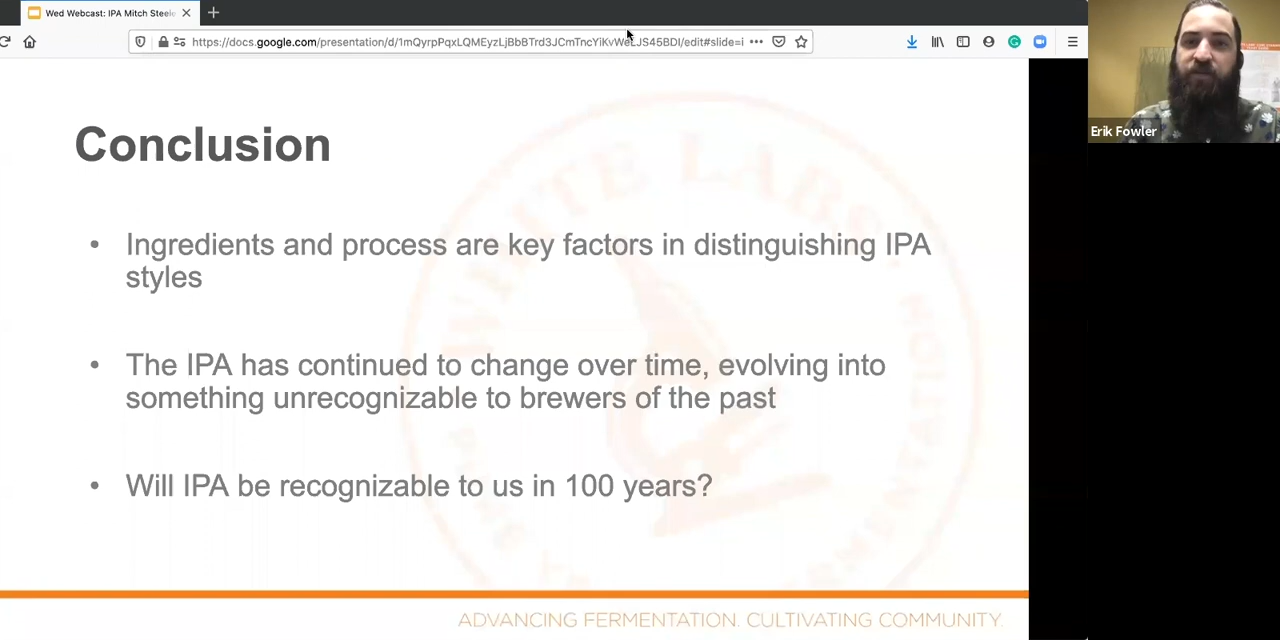 Wed Webcast: IPA Mitch Steele
https://docs.google.com/presentation/d/1mQyrpPqxLQMEyzLjBbBTrd3JCmTncYiKvWeLJS45BDI/edit#slide=i
Erik Fowler
Conclusion
WHITE LABS
• Ingredients and process are key factors in distinguishing IPA
styles
• The IPA has continued to change over time, evolving into
something unrecognizable to brewers of the past
• Will IPA be recognizable to us in 100 years?
ADVANCING FERMENTATION. CULTIVATING COMMUNITY.